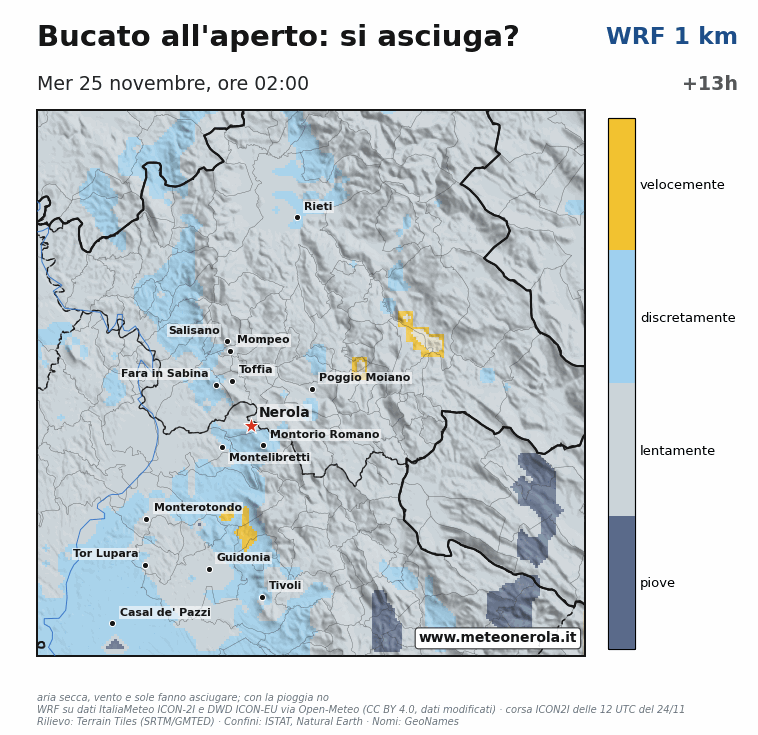 Bucato all'aperto: si asciuga?
WRF 1 km
Mer 25 novembre, ore 02:00
+13h
Rieti
Salisano
Mompeo
Toffia
Fara in Sabina
Poggio Moiano
Nerola
Montorio Romano
Montelibretti
Monterotondo
Tor Lupara
Guidonia
Tivoli
Casal de' Pazzi
www.meteonerola.it
velocemente
discretamente
lentamente
piove
aria secca, vento e sole fanno asciugare; con la pioggia no
WRF su dati ItaliaMeteo ICON-2I e DWD ICON-EU via Open-Meteo (CC BY 4.0, dati modificati) · corsa ICON2I delle 12 UTC del 24/11
Rilievo: Terrain Tiles (SRTM/GMTED) · Confini: ISTAT, Natural Earth · Nomi: GeoNames